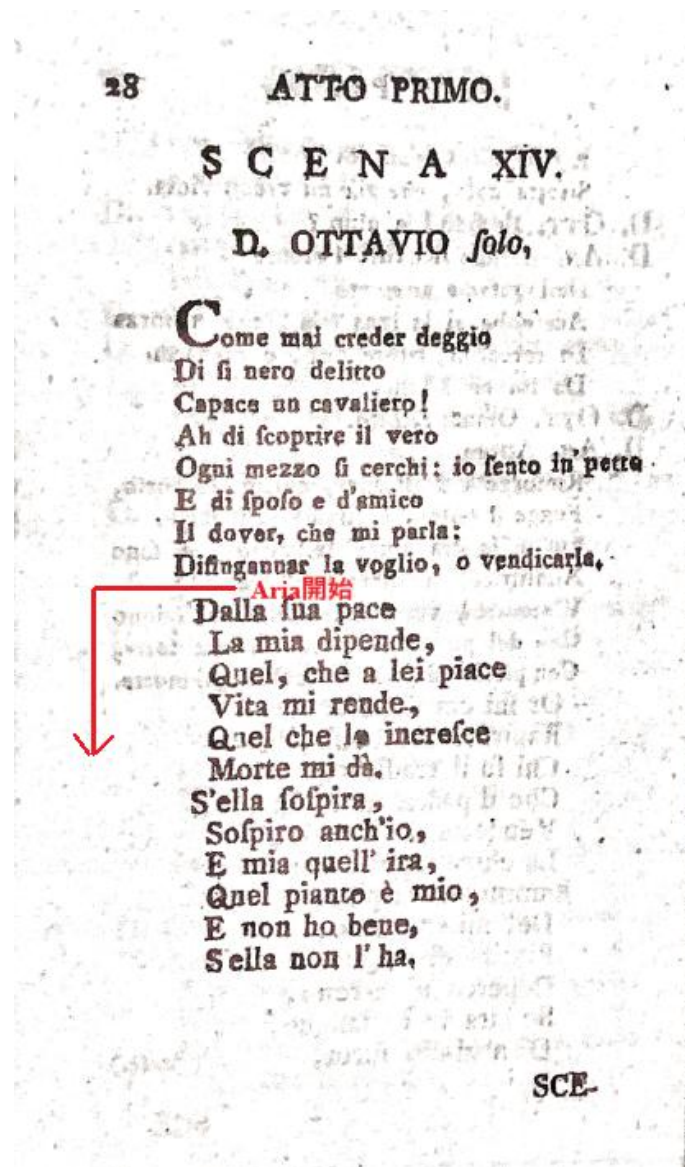 28 ATTO PRIMO.
SCENA XIV.
D. OTTAVIO ſolo,
Come mai creder deggio
Di ſi nero delitto
Capace un cavaliero!
Ah di ſcoprire il vero
Ogni mezzo ſi cerchi: io ſento in petto
E di ſpoſo e d'amico
Il dover, che mi parla:
Diſingannar la voglio, o vendicarla.
Aria開始
Dalla ſua pace
La mia dipende,
Quel, che a lei piace
Vita mi rende,
Quel che le increſce
Morte mi dà.
S'ella ſoſpira,
Soſpiro anch'io,
E mia quell' ira,
Quel pianto è mio,
E non ho bene,
S ella non l' ha.
SCE-